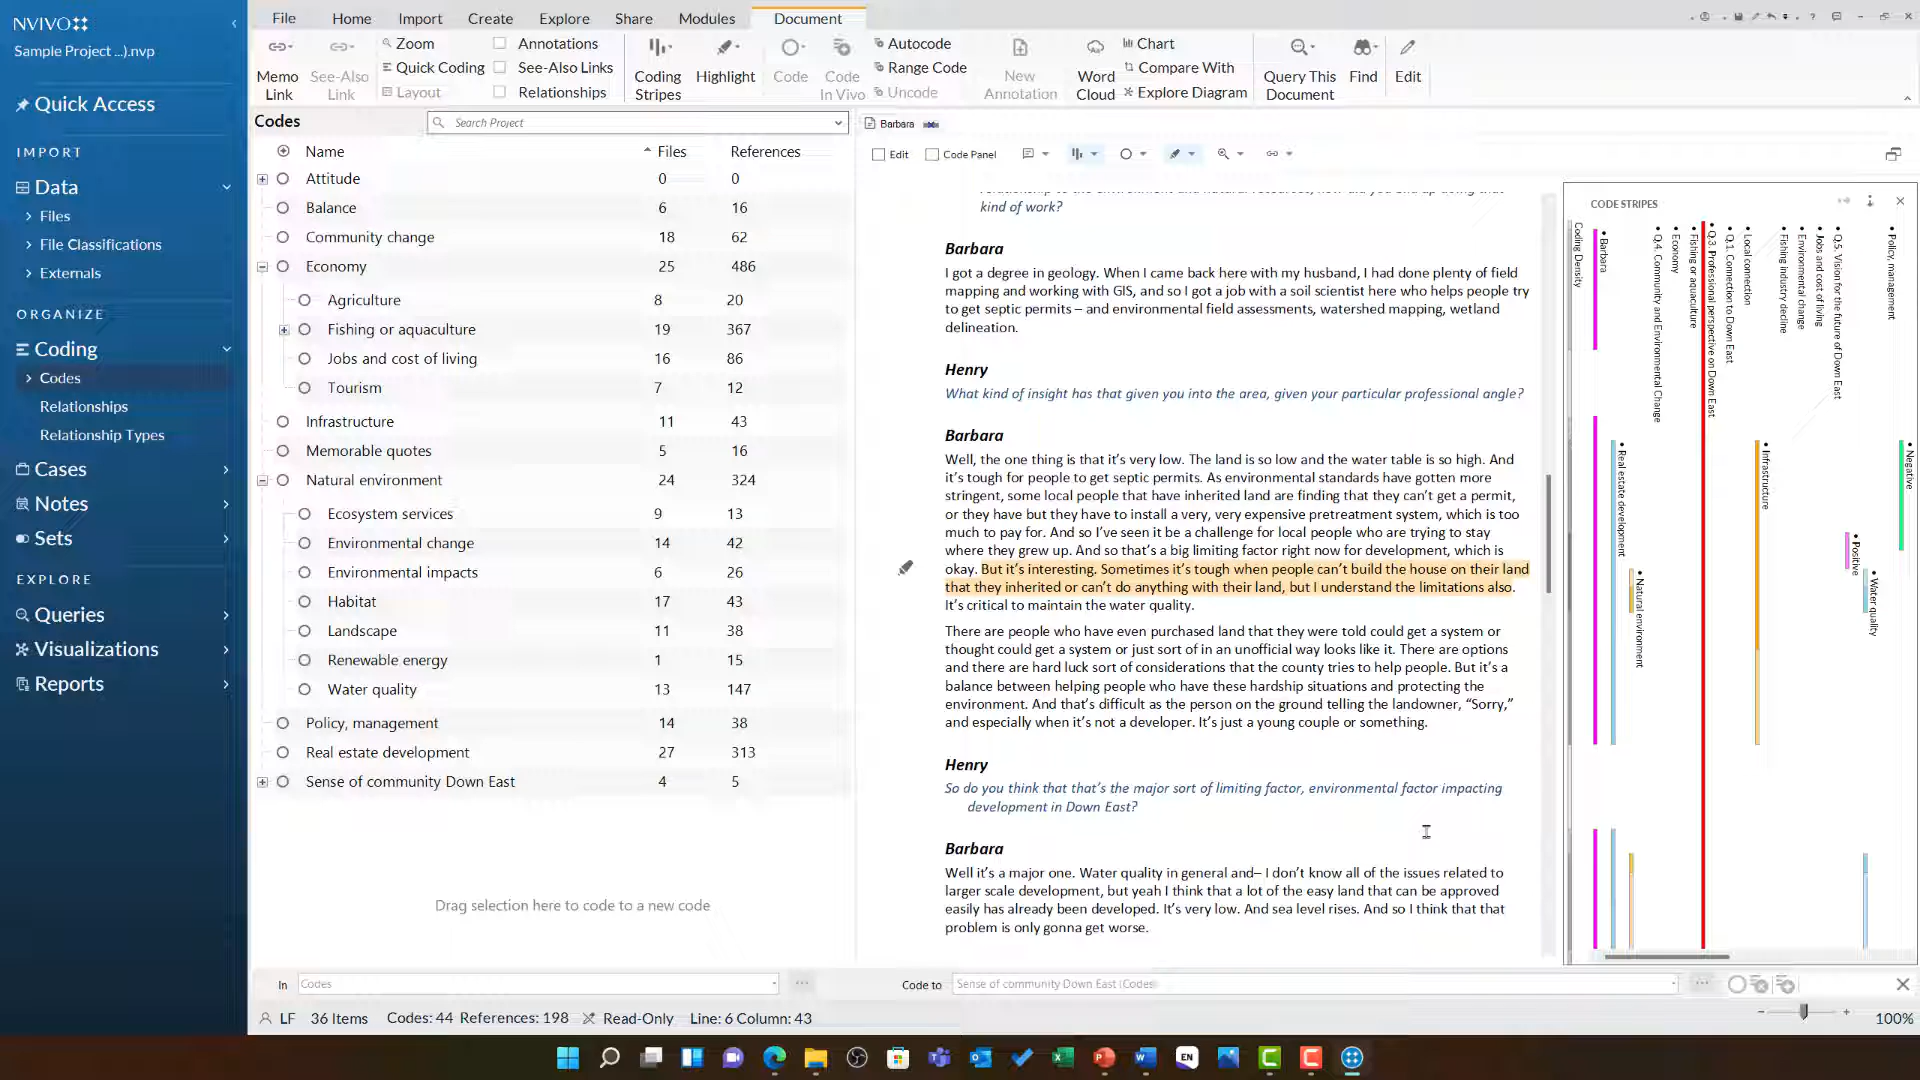 NVIVO
File
Home
Import
Create
Explore
Share
Modules
Document
Sample Project ...).nvp
Memo Link
See-Also Link
Zoom
Quick Coding
Layout
Annotations
See-Also Links
Relationships
Coding Stripes
Highlight
Code
Code In Vivo
Autocode
Range Code
Uncode
New Annotation
Word Cloud
Chart
Compare With
Explore Diagram
Query This Document
Find
Edit
Quick Access
IMPORT
Data
Files
File Classifications
Externals
ORGANIZE
Coding
Codes
Relationships
Relationship Types
Cases
Notes
Sets
EXPLORE
Queries
Visualizations
Reports
Codes
Search Project
Name Files References
Attitude 0 0
Balance 6 16
Community change 18 62
Economy 25 486
Agriculture 8 20
Fishing or aquaculture 19 367
Jobs and cost of living 16 86
Tourism 7 12
Infrastructure 11 43
Memorable quotes 5 16
Natural environment 24 324
Ecosystem services 9 13
Environmental change 14 42
Environmental impacts 6 26
Habitat 17 43
Landscape 11 38
Renewable energy 1 15
Water quality 13 147
Policy, management 14 38
Real estate development 27 313
Sense of community Down East 4 5
Drag selection here to code to a new code
Barbara
Edit
Code Panel
kind of work?
Barbara
I got a degree in geology. When I came back here with my husband, I had done plenty of field
mapping and working with GIS, and so I got a job with a soil scientist here who helps people try
to get septic permits – and environmental field assessments, watershed mapping, wetland
delineation.
Henry
What kind of insight has that given you into the area, given your particular professional angle?
Barbara
Well, the one thing is that it's very low. The land is so low and the water table is so high. And
it's tough for people to get septic permits. As environmental standards have gotten more
stringent, some local people that have inherited land are finding that they can't get a permit,
or they have but they have to install a very, very expensive pretreatment system, which is too
much to pay for. And so I've seen it be a challenge for local people who are trying to stay
where they grew up. And so that's a big limiting factor right now for development, which is
okay. But it's interesting. Sometimes it's tough when people can't build the house on their land
that they inherited or can't do anything with their land, but I understand the limitations also.
It's critical to maintain the water quality.
There are people who have even purchased land that they were told could get a system or
thought could get a system or just sort of in an unofficial way looks like it. There are options
and there are hard luck sort of considerations that the county tries to help people. But it's a
balance between helping people who have these hardship situations and protecting the
environment. And that's difficult as the person on the ground telling the landowner, “Sorry,”
and especially when it's not a developer. It's just a young couple or something.
Henry
So do you think that that's the major sort of limiting factor, environmental factor impacting
development in Down East?
Barbara
Well it's a major one. Water quality in general and– I don't know all of the issues related to
larger scale development, but yeah I think that a lot of the easy land that can be approved
easily has already been developed. It's very low. And sea level rises. And so I think that that
problem is only gonna get worse.
CODE STRIPES
Coding Density
Barbara
Real estate development
Natural environment
Q.4. Community and Environmental Change
Economy
Fishing or aquaculture
Q.3. Professional perspective on Down East
Q.1. Connection to Down East
Local connection
Infrastructure
Fishing industry decline
Environmental change
Jobs and cost of living
Q.5. Vision for the future of Down East
Positive
Water quality
Policy, management
Negative
In
Codes
Code to
Sense of community Down East (Codes)
LF
36 Items
Codes: 44 References: 198
Read-Only
Line: 6 Column: 43
100%
EN